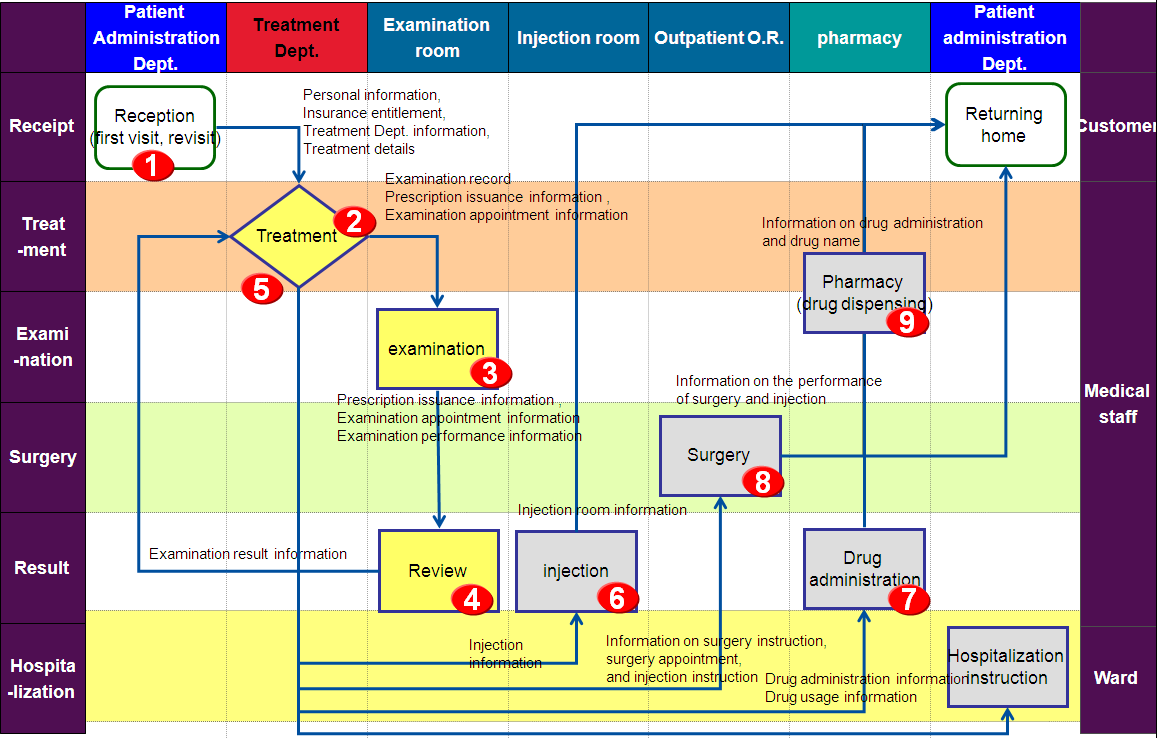 Patient
Administration
Dept.
Treatment
Dept.
Examination
room
Injection room
Outpatient O.R.
pharmacy
Patient
administration
Dept.
Receipt
Reception
(first visit, revisit)
1
Personal information,
Insurance entitlement,
Treatment Dept. information,
Treatment details
Returning
home
Customer
Treat
-ment
Treatment
2
5
Examination record
Prescription issuance information ,
Examination appointment information
Information on drug administration
and drug name
Pharmacy
(drug dispensing)
9
Exami
-nation
examination
3
Prescription issuance information ,
Examination appointment information
Examination performance information
Information on the performance
of surgery and injection
Medical
staff
Surgery
Surgery
8
Injection room information
Result
Examination result information
Review
4
injection
6
Drug
administration
7
Hospita
-lization
Injection
information
Information on surgery instruction,
surgery appointment,
and injection instruction
Drug administration information
Drug usage information
Hospitalization
instruction
Ward